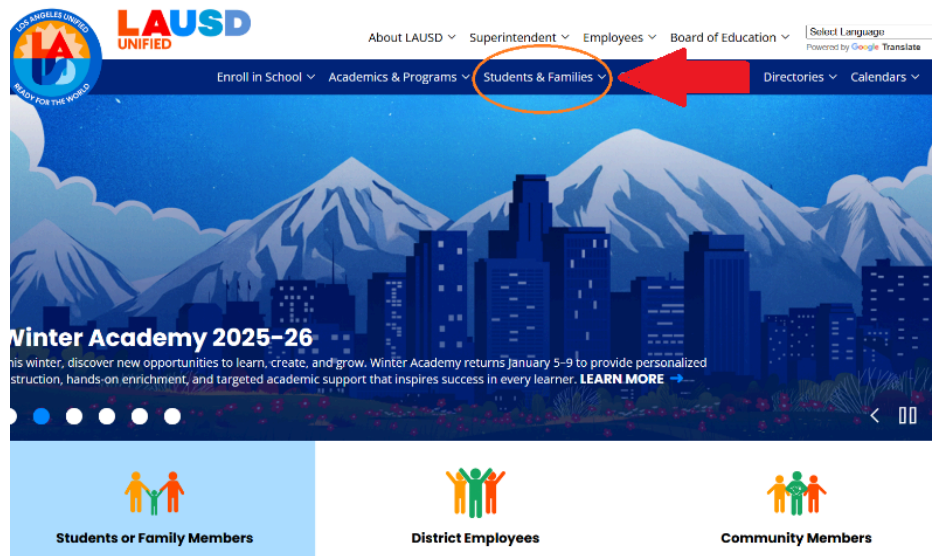 LOS ANGELES UNIFIED
LA
READY FOR THE WORLD
LAUSD
UNIFIED
About LAUSD Superintendent Employees Board of Education
Select Language
Powered by Google Translate
Enroll in School Academics & Programs Students & Families Directories Calendars
Winter Academy 2025-26
his winter, discover new opportunities to learn, create, and grow. Winter Academy returns January 5–9 to provide personalized
struction, hands-on enrichment, and targeted academic support that inspires success in every learner. LEARN MORE
Students or Family Members
District Employees
Community Members